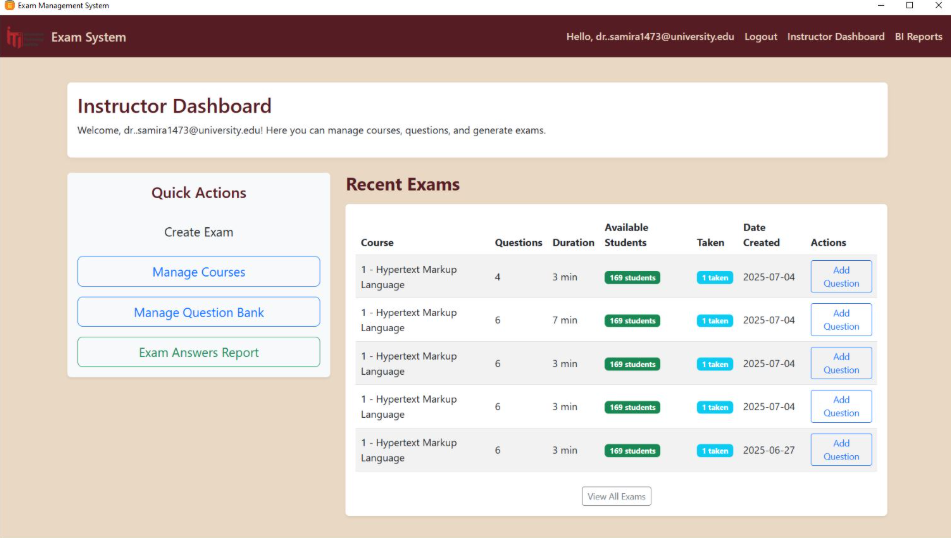 Exam Management System
Exam System
Hello, dr..samira1473@university.edu Logout Instructor Dashboard BI Reports
Instructor Dashboard
Welcome, dr..samira1473@university.edu! Here you can manage courses, questions, and generate exams.
Quick Actions
Create Exam
Manage Courses
Manage Question Bank
Exam Answers Report
Recent Exams
Course Questions Duration Available Students Taken Date Created Actions
1 - Hypertext Markup Language 4 3 min 169 students 1 taken 2025-07-04 Add Question
1 - Hypertext Markup Language 6 7 min 169 students 1 taken 2025-07-04 Add Question
1 - Hypertext Markup Language 6 3 min 169 students 1 taken 2025-07-04 Add Question
1 - Hypertext Markup Language 6 3 min 169 students 1 taken 2025-07-04 Add Question
1 - Hypertext Markup Language 6 3 min 169 students 1 taken 2025-06-27 Add Question
View All Exams